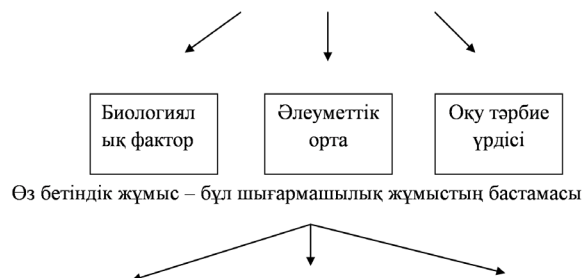 Биологиял Әлеуметтік Оқу тәрбие
ық фактор орта үрдісі
Өз бетіндік жұмыс – бұл шығармашылық жұмыстың бастамасы